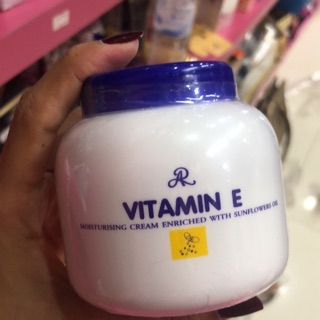 AR
VITAMIN E
MOISTURISING CREAM ENRICHED WITH SUNFLOWERS OIL